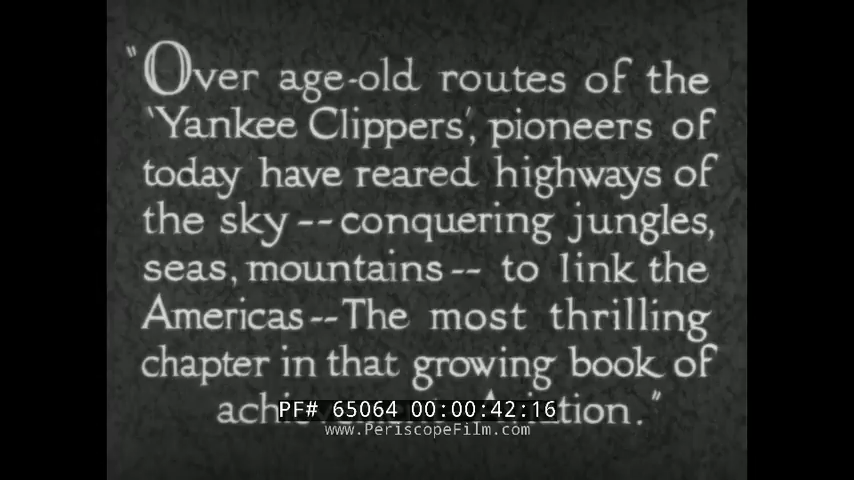 "Over age-old routes of the
'Yankee Clippers', pioneers of
today have reared highways of
the sky -- conquering jungles,
seas, mountains -- to link the
Americas -- The most thrilling
chapter in that growing book of
PF# 65064 00:00:42:16
www.PeriscopeFilm.com